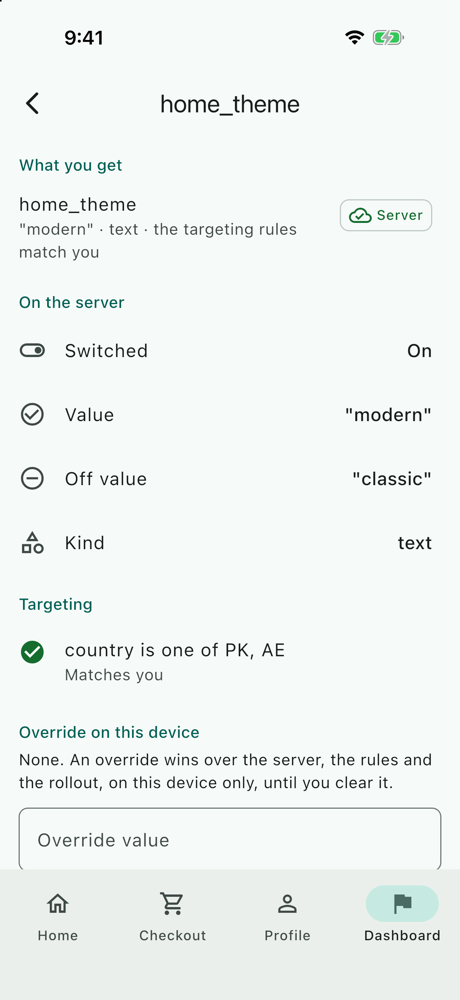 9:41
home_theme
What you get
home_theme
"modern" · text · the targeting rules
match you
Server
On the server
Switched
On
Value
"modern"
Off value
"classic"
Kind
text
Targeting
country is one of PK, AE
Matches you
Override on this device
None. An override wins over the server, the rules and
the rollout, on this device only, until you clear it.
Override value
Home
Checkout
Profile
Dashboard